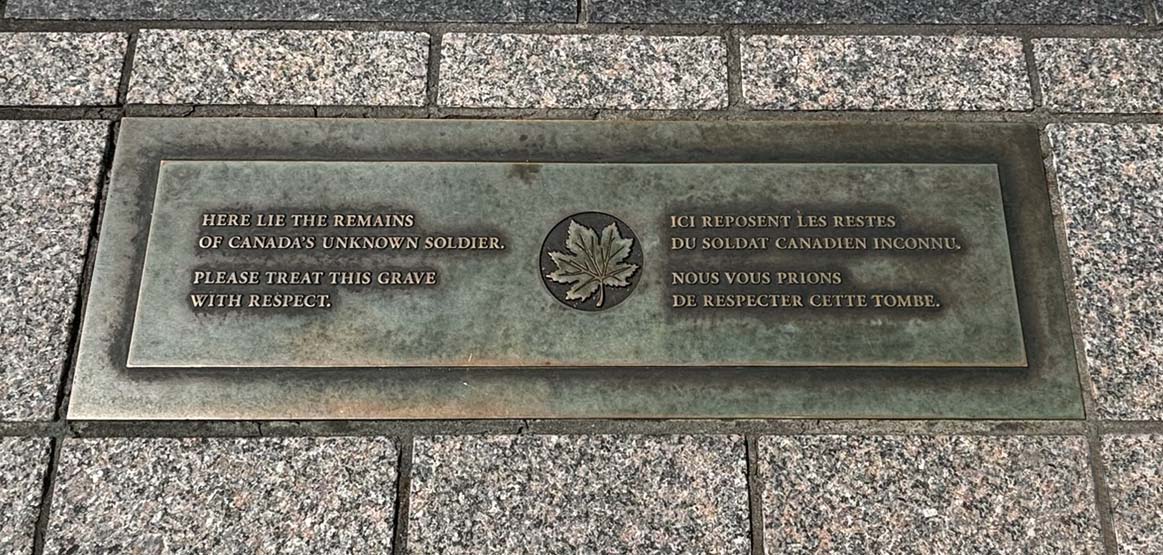 HERE LIE THE REMAINS
OF CANADA'S UNKNOWN SOLDIER.
PLEASE TREAT THIS GRAVE
WITH RESPECT.
ICI REPOSENT LES RESTES
DU SOLDAT CANADIEN INCONNU.
NOUS VOUS PRIONS
DE RESPECTER CETTE TOMBE.